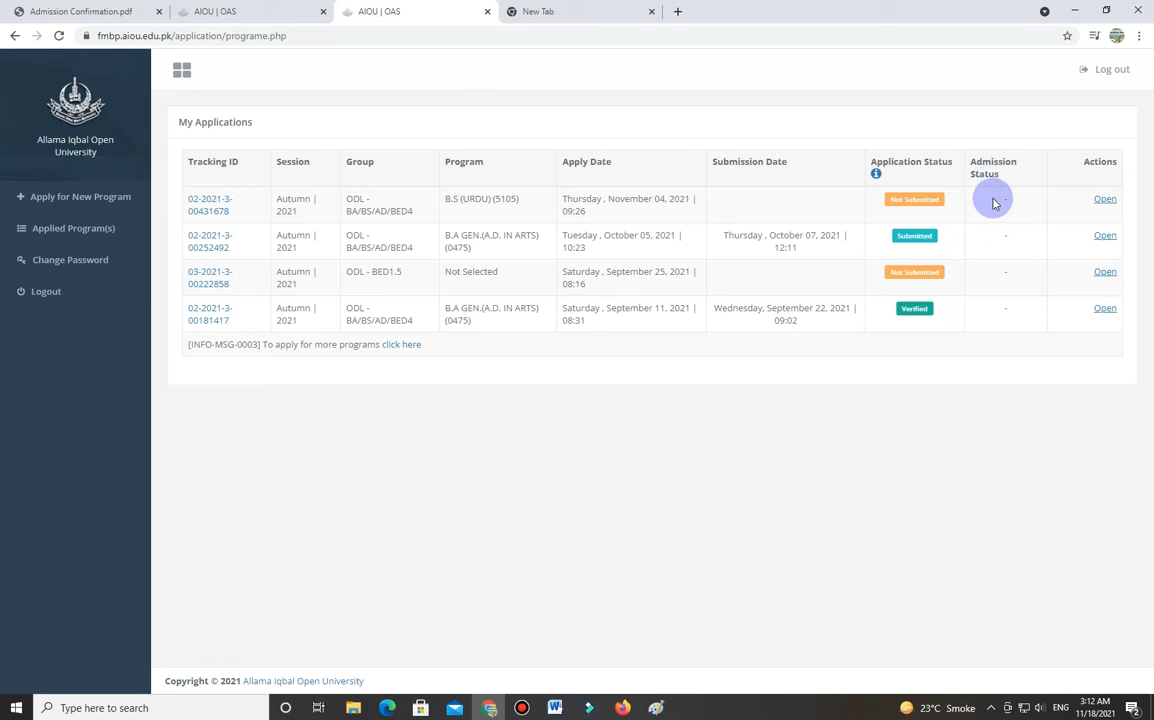 Admission Confirmation.pdf
AIOU | OAS
AIOU | OAS
New Tab
fmbp.aiou.edu.pk/application/programe.php
Allama Iqbal Open
University
Apply for New Program
Applied Program(s)
Change Password
Logout
Log out
My Applications
Tracking ID Session Group Program Apply Date Submission Date Application Status Admission
Status Actions
02-2021-3- Autumn | ODL - B.S (URDU) (5105) Thursday , November 04, 2021 | Not Submitted - Open
00431678 2021 BA/BS/AD/BED4 09:26
02-2021-3- Autumn | ODL - B.A GEN.(A.D. IN ARTS) Tuesday , October 05, 2021 | Thursday, October 07, 2021 | Submitted - Open
00252492 2021 BA/BS/AD/BED4 (0475) 10:23 12:11
03-2021-3- Autumn | ODL - BED1.5 Not Selected Saturday , September 25, 2021 | Not Submitted - Open
00222858 2021 08:16
02-2021-3- Autumn | ODL - B.A GEN.(A.D. IN ARTS) Saturday , September 11, 2021 | Wednesday, September 22, 2021 | Verified - Open
00181417 2021 BA/BS/AD/BED4 (0475) 08:31 09:02
[INFO-MSG-0003] To apply for more programs click here
Copyright © 2021 Allama Iqbal Open University
Type here to search
23°C Smoke
ENG
3:12 AM
11/18/2021
2